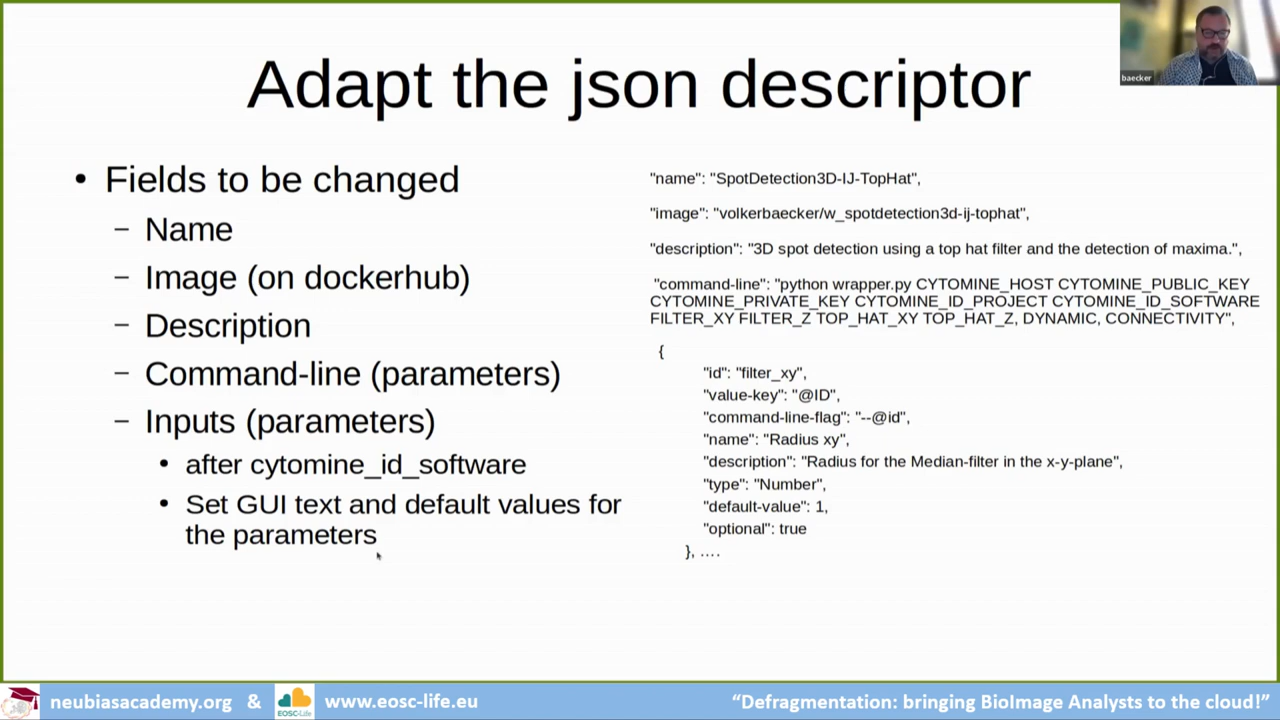 Adapt the json descriptor
baecker
• Fields to be changed
– Name
– Image (on dockerhub)
– Description
– Command-line (parameters)
– Inputs (parameters)
• after cytomine_id_software
• Set GUI text and default values for
the parameters
"name": "SpotDetection3D-IJ-TopHat",
"image": "volkerbaecker/w_spotdetection3d-ij-tophat",
"description": "3D spot detection using a top hat filter and the detection of maxima.",
"command-line": "python wrapper.py CYTOMINE_HOST CYTOMINE_PUBLIC_KEY
CYTOMINE_PRIVATE_KEY CYTOMINE_ID_PROJECT CYTOMINE_ID_SOFTWARE
FILTER_XY FILTER_Z TOP_HAT_XY TOP_HAT_Z, DYNAMIC, CONNECTIVITY",
{
"id": "filter_xy",
"value-key": "@ID",
"command-line-flag": "--@id",
"name": "Radius xy",
"description": "Radius for the Median-filter in the x-y-plane",
"type": "Number",
"default-value": 1,
"optional": true
}, ....
neubiasacademy.org & EOSC-Life www.eosc-life.eu “Defragmentation: bringing BioImage Analysts to the cloud!”